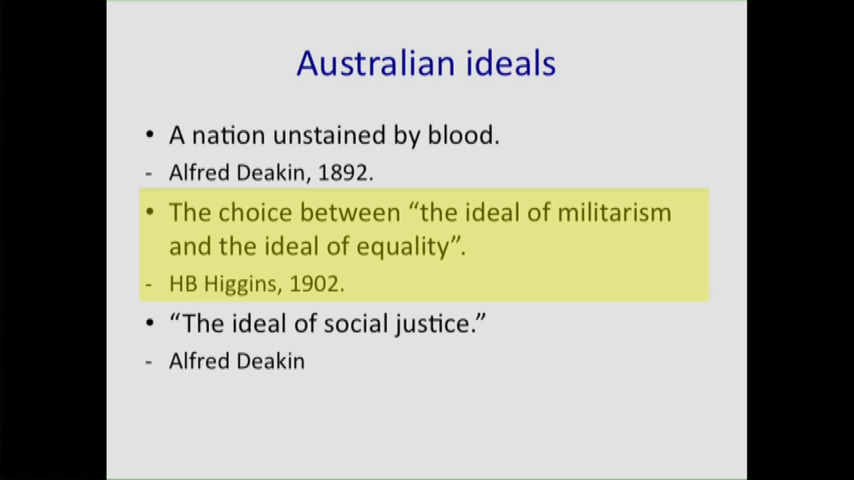 Australian ideals
• A nation unstained by blood.
- Alfred Deakin, 1892.
• The choice between “the ideal of militarism
and the ideal of equality”.
- HB Higgins, 1902.
• “The ideal of social justice.”
- Alfred Deakin